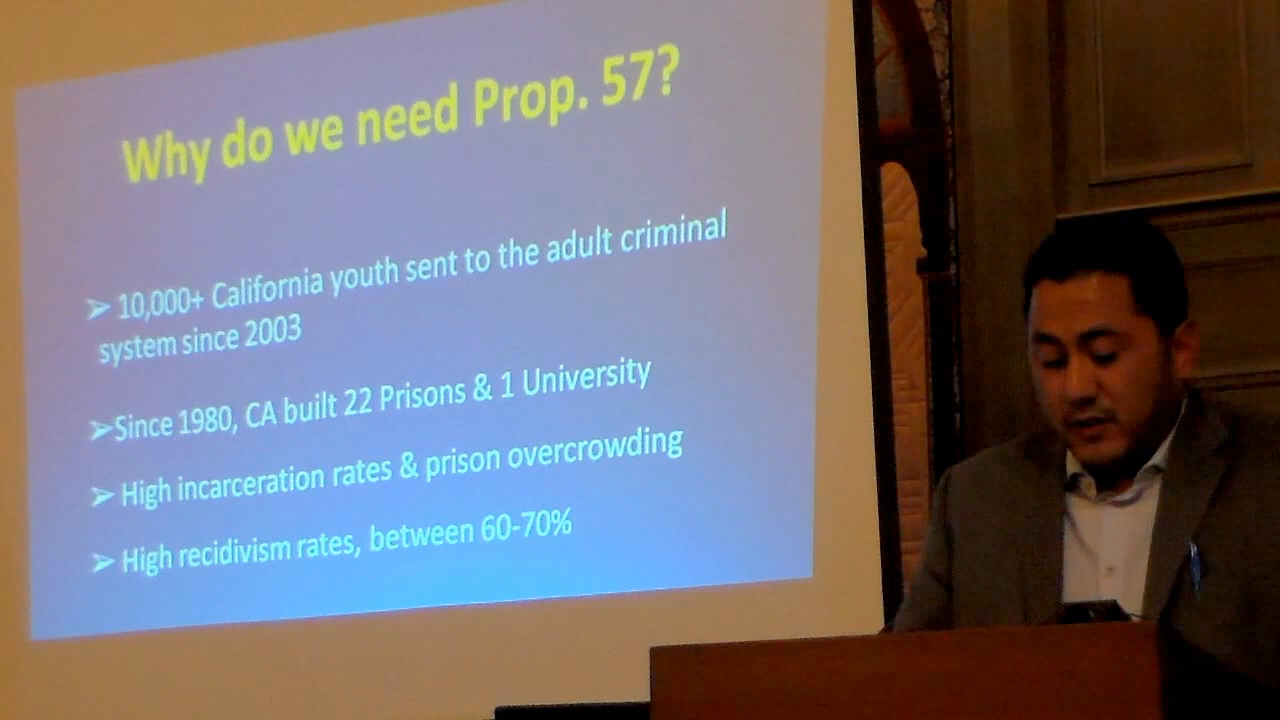 Why do we need Prop. 57?
➢ 10,000+ California youth sent to the adult criminal
system since 2003
➢Since 1980, CA built 22 Prisons & 1 University
➢ High incarceration rates & prison overcrowding
➢ High recidivism rates, between 60-70%